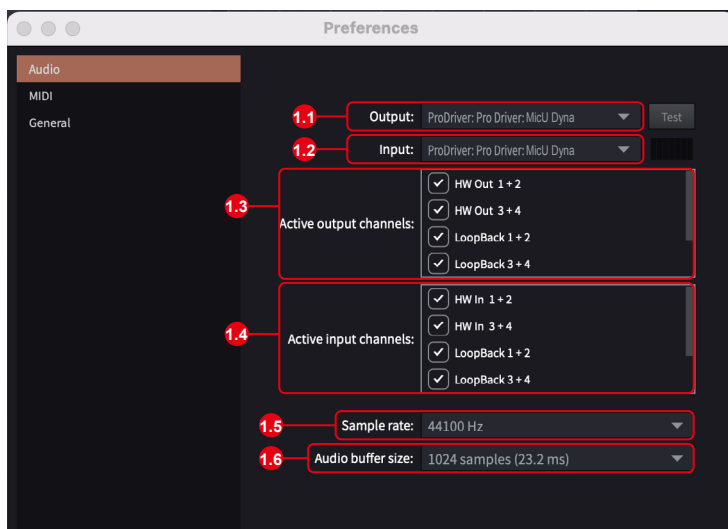 Preferences
Audio
MIDI
General
1.1 Output: ProDriver: Pro Driver: MicU Dyna Test
1.2 Input: ProDriver: Pro Driver: MicU Dyna
1.3 Active output channels:
HW Out 1 + 2
HW Out 3 + 4
LoopBack 1 + 2
LoopBack 3 + 4
1.4 Active input channels:
HW In 1 + 2
HW In 3 + 4
LoopBack 1 + 2
LoopBack 3 + 4
1.5 Sample rate: 44100 Hz
1.6 Audio buffer size: 1024 samples (23.2 ms)